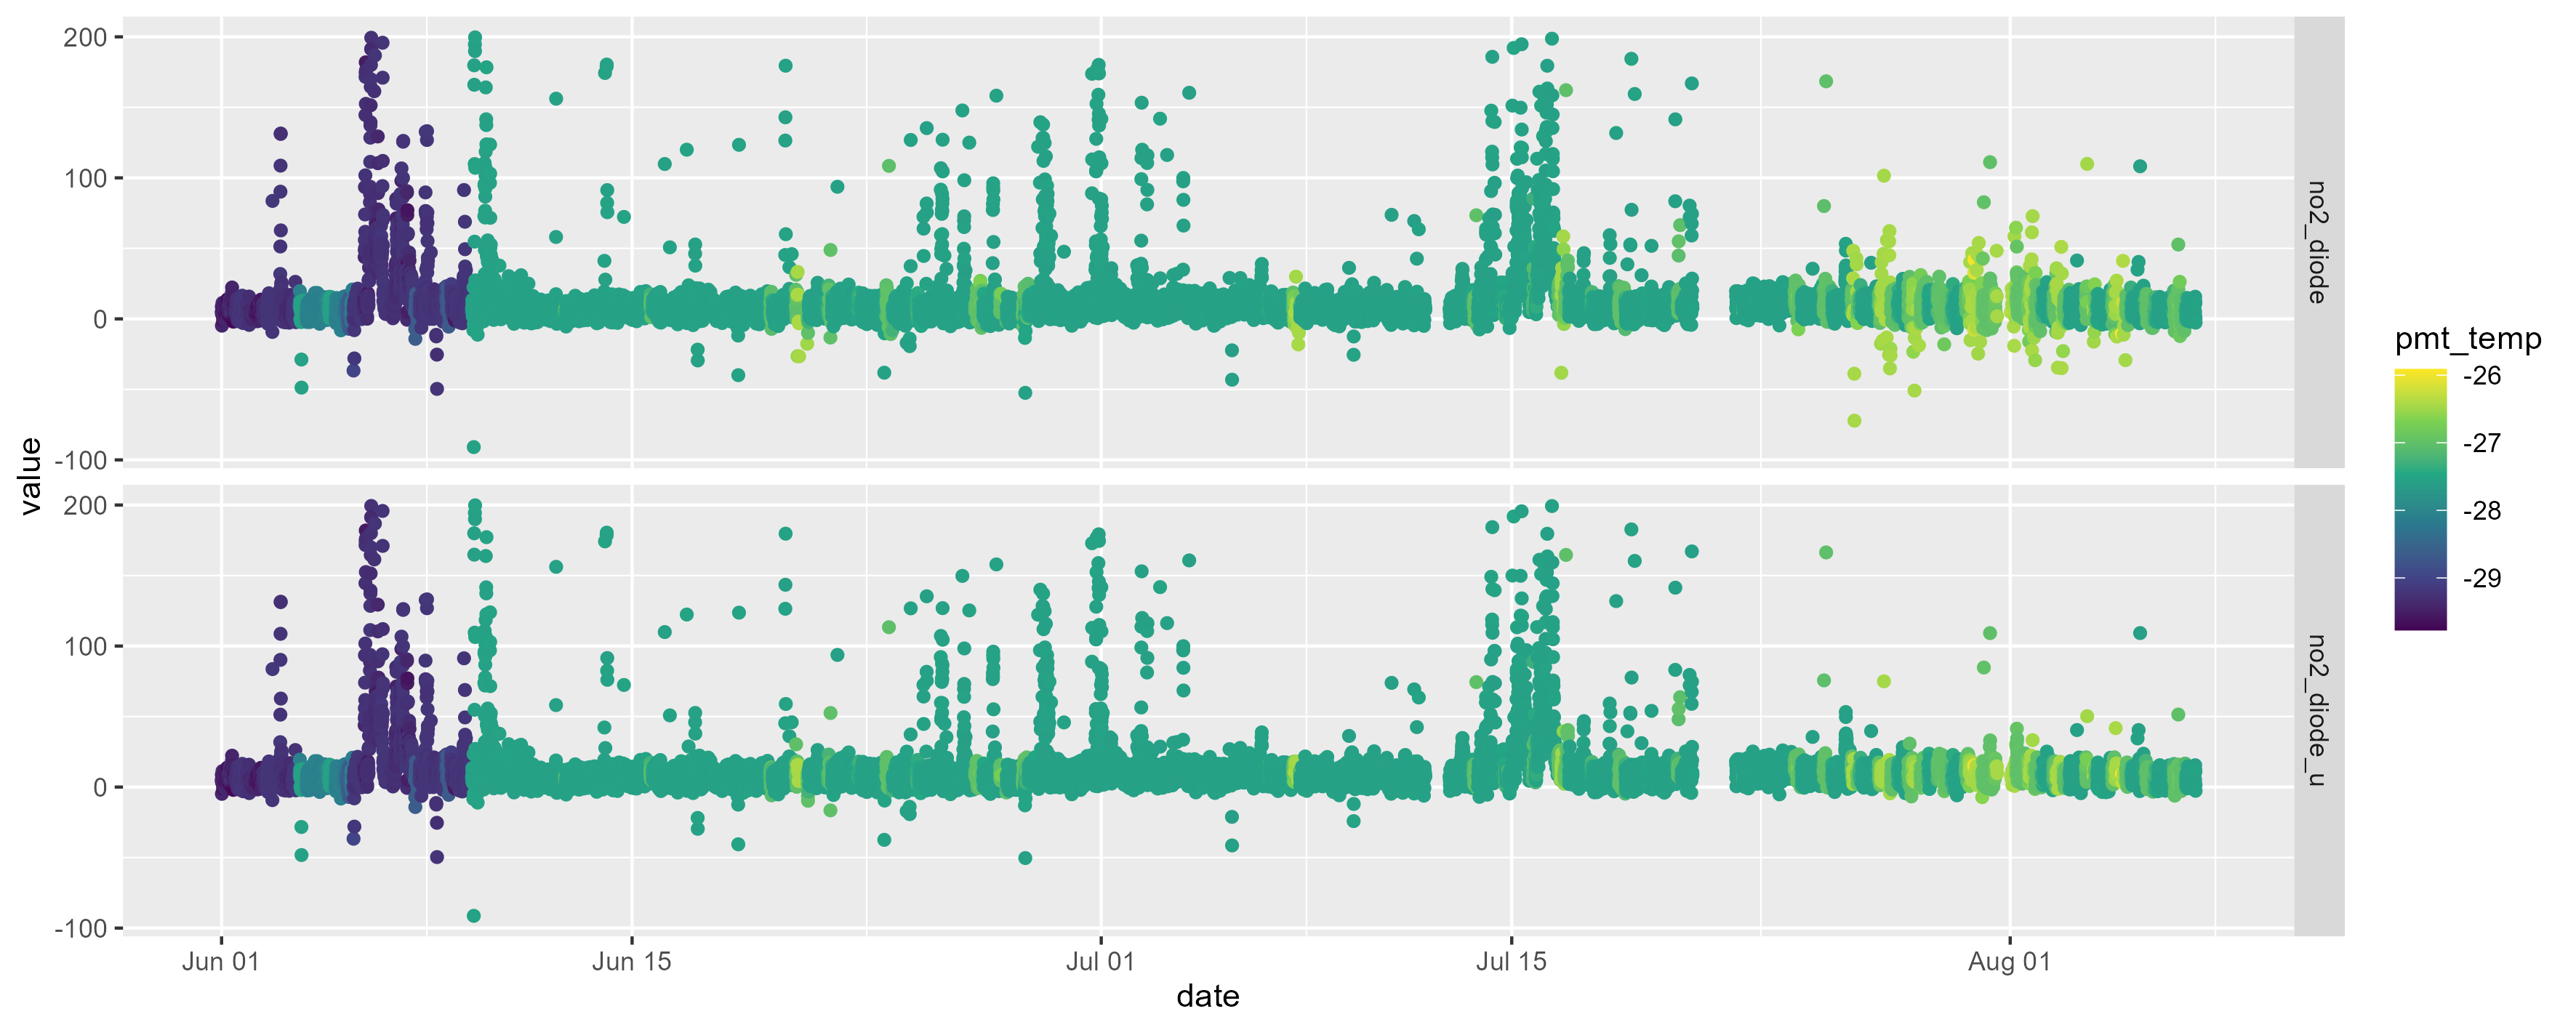 200
100
0
-100
no2_diode
200
100
0
-100
no2_diode_u
value
Jun 01
Jun 15
Jul 01
Jul 15
Aug 01
date
pmt_temp
-26
-27
-28
-29